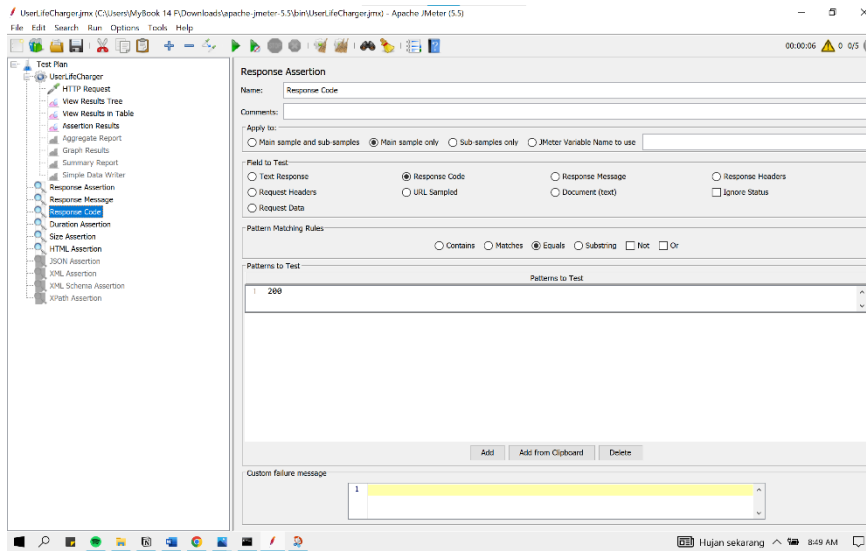 UserLifeCharger.jmx (C:\Users\MyBook 14 F\Downloads\apache-jmeter-5.5\bin\UserLifeCharger.jmx) - Apache JMeter (5.5)
File Edit Search Run Options Tools Help
00:00:06 0 0/5
Test Plan
UserLifeCharger
HTTP Request
View Results Tree
View Results in Table
Assertion Results
Aggregate Report
Graph Results
Summary Report
Simple Data Writer
Response Assertion
Response Message
Response Code
Duration Assertion
Size Assertion
HTML Assertion
JSON Assertion
XML Assertion
XML Schema Assertion
XPath Assertion
Response Assertion
Name: Response Code
Comments:
Apply to:
Main sample and sub-samples Main sample only Sub-samples only JMeter Variable Name to use
Field to Test
Text Response Response Code Response Message Response Headers
Request Headers URL Sampled Document (text) Ignore Status
Request Data
Pattern Matching Rules
Contains Matches Equals Substring Not Or
Patterns to Test
Patterns to Test
1 200
Add Add from Clipboard Delete
Custom failure message
1
Hujan sekarang 8:49 AM